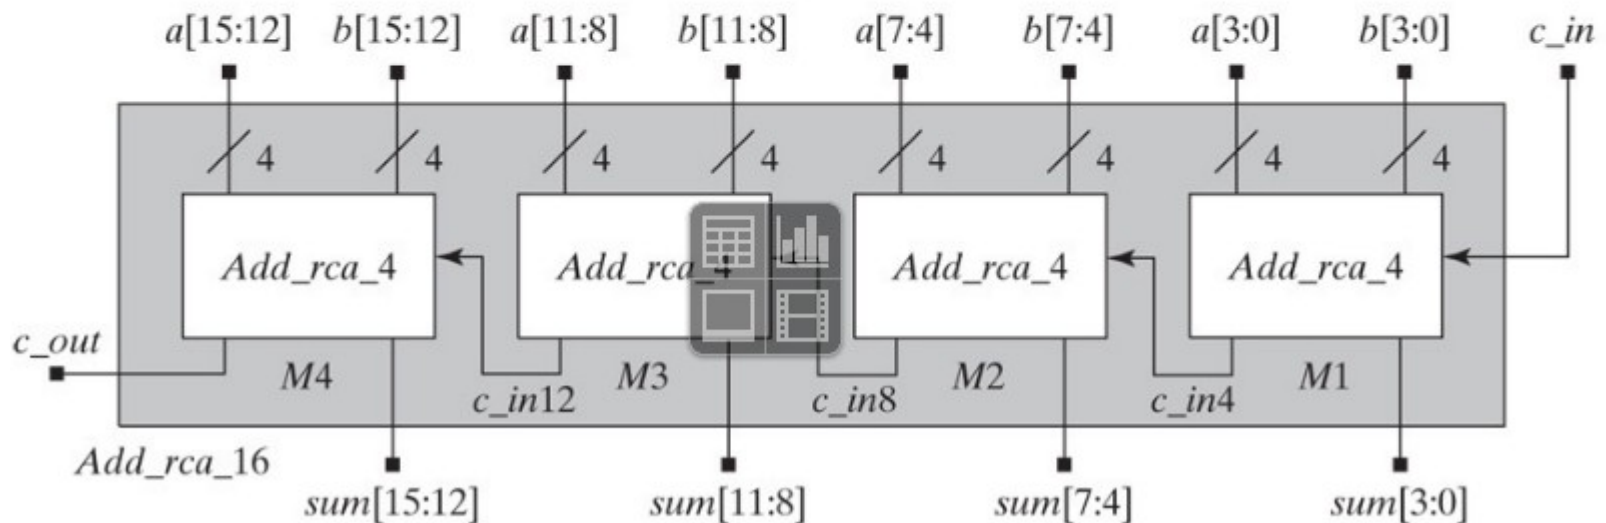 a[15:12] b[15:12] a[11:8] b[11:8] a[7:4] b[7:4] a[3:0] b[3:0] c_in
4 4 4 4 4 4 4 4
Add_rca_4 Add_rca_4 Add_rca_4 Add_rca_4
c_out
M4 M3 M2 M1
c_in12 c_in8 c_in4
Add_rca_16
sum[15:12] sum[11:8] sum[7:4] sum[3:0]